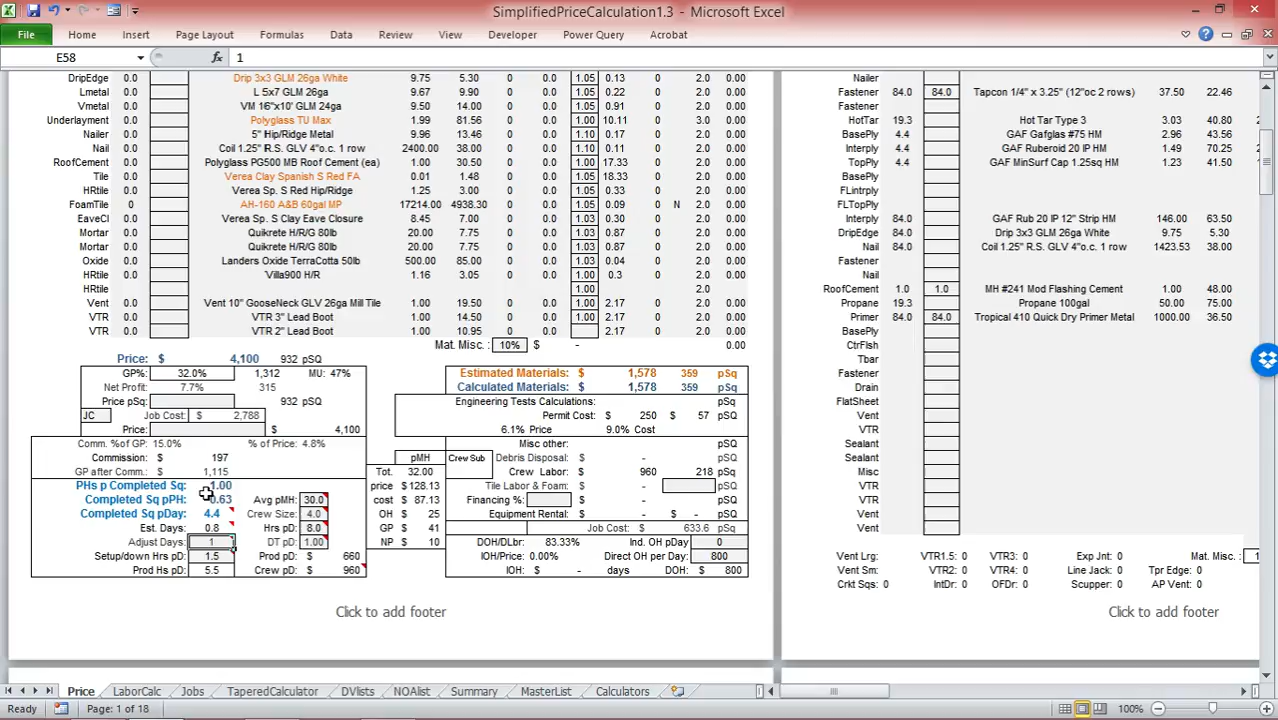 SimplifiedPriceCalculation1.3 - Microsoft Excel
File Home Insert Page Layout Formulas Data Review View Developer Power Query Acrobat
E58 fx 1
DripEdge 0.0 Drip 3x3 GLM 26ga White 9.75 5.30 0 0.0 1.05 0.13 0 2.0 0.00
Lmetal 0.0 L 5x7 GLM 26ga 9.67 9.90 0 0.0 1.05 0.22 0 2.0 0.00
Vmetal 0.0 VM 16"x10' GLM 24ga 9.50 14.00 0 0.0 1.05 0.91 0 2.0 0.00
Underlayment 0.0 Polyglass TU Max 1.99 81.56 0 0.0 1.00 10.11 0 3.0 0.00
Nailer 0.0 5" Hip/Ridge Metal 9.96 13.46 0 0.0 1.10 0.17 0 2.0 0.00
Nail 0.0 Coil 1.25" R.S. GLV 4"o.c. 1 row 2400.00 38.00 0 0.0 1.10 0.11 0 2.0 0.00
RoofCement 0.0 Polyglass PG500 MB Roof Cement (ea) 1.00 30.50 0 0.0 1.00 17.33 0 2.0 0.00
Tile 0.0 Verea Clay Spanish S Red FA 0.01 1.48 0 0.0 1.05 18.33 0 2.0 0.00
HRtile 0.0 Verea Sp. S Red Hip/Ridge 1.25 3.00 0 0.0 1.05 0.33 0 2.0 0.00
FoamTile 0 AH-160 A&B 60gal MP 17214.00 4938.30 0 0.0 1.05 0.09 0 N 2.0 0.00
EaveCl 0.0 Verea Sp. S Clay Eave Closure 8.45 7.00 0 0.0 1.03 0.30 0 2.0 0.00
Mortar 0.0 Quikrete H/R/G 80lb 20.00 7.75 0 0.0 1.03 0.87 0 2.0 0.00
Mortar 0.0 Quikrete H/R/G 80lb 20.00 7.75 0 0.0 1.03 0.87 0 2.0 0.00
Oxide 0.0 Landers Oxide TerraCotta 50lb 500.00 85.00 0 0.0 1.03 0.04 0 2.0 0.00
HRtile 0.0 Villa900 H/R 1.16 3.05 0 0.0 1.00 0.3 0 2.0 0.00
HRtile 1.00 0 2.0 0.00
Vent 0.0 Vent 10" GooseNeck GLV 26ga Mill Tile 1.00 19.50 0 0.0 1.00 2.17 0 2.0 0.00
VTR 0.0 VTR 3" Lead Boot 1.00 14.50 0 0.0 1.00 2.17 0 2.0 0.00
VTR 0.0 VTR 2" Lead Boot 1.00 10.95 0 0.0 2.17 0 2.0 0.00
Mat. Misc. : 10% $ - 0.00
Price: $ 4,100 932 pSQ
GP%: 32.0% 1,312 MU: 47%
Net Profit: 7.7% 315
Price pSq: 932 pSQ
JC Job Cost: $ 2,788
Price: $ 4,100
Comm. %of GP: 15.0% % of Price: 4.8%
Commission: $ 197
GP after Comm.: $ 1,115
PHs p Completed Sq: 1.00
Completed Sq pPH: 0.63 Avg pMH: 30.0
Completed Sq pDay: 4.4 Crew Size: 4.0
Est. Days: 0.8 Hrs pD: 8.0
Adjust Days: 1 DT pD: 1.00
Setup/down Hrs pD: 1.5 Prod pD: $ 660
Prod Hs pD: 5.5 Crew pD: $ 960
pMH Crew Sub
Tot. 32.00
price $ 128.13
cost $ 87.13
OH $ 25
GP $ 41
NP $ 10
Estimated Materials: $ 1,578 359 pSq
Calculated Materials: $ 1,578 359 pSq
Engineering Tests Calculations: pSq
Permit Cost: $ 250 $ 57 pSQ
6.1% Price 9.0% Cost
Misc other: pSQ
Debris Disposal: $ - - pSQ
Crew Labor: 960 218 pSq
Tile Labor & Foam: $ - pSq
Financing %: $ - $ - pSQ
Equipment Rental: $ - $ - pSQ
Job Cost: $ 633.6 pSq
DOH/DLbr: 83.33% Ind. OH pDay: 0
IOH/Price: 0.00% Direct OH per Day: 800
IOH: $ - days DOH: $ 800
Click to add footer
Nailer
Fastener 84.0 84.0 Tapcon 1/4" x 3.25" (12"oc 2 rows) 37.50 22.46
Fastener
HotTar 19.3 Hot Tar Type 3 3.03 40.80
BasePly 4.4 GAF Gafglas #75 HM 2.96 43.56
Interply 4.4 GAF Ruberoid 20 IP HM 1.49 70.25
TopPly 4.4 GAF MinSurf Cap 1.25sq HM 1.23 41.50
FLintrply
FLTopPly
Interply 84.0 GAF Rub 20 IP 12" Strip HM 146.00 63.50
DripEdge 84.0 Drip 3x3 GLM 26ga White 9.75 5.30
Nail 84.0 Coil 1.25" R.S. GLV 4"o.c. 1 row 1423.53 38.00
Fastener
Nail
RoofCement 1.0 1.0 MH #241 Mod Flashing Cement 1.00 48.00
Propane 19.3 Propane 100gal 50.00 75.00
Primer 84.0 84.0 Tropical 410 Quick Dry Primer Metal 1000.00 36.50
BasePly
CtrFlsh
Tbar
Fastener
Drain
FlatSheet
Vent
VTR
Sealant
Sealant
Misc
VTR
VTR
Vent
Vent
Vent Lrg: 0 VTR1.5: 0 VTR3: 0 Exp Jnt: 0 Mat. Misc. :
Vent Sm: VTR2: 0 VTR4: 0 Line Jack: 0 Tpr Edge: 0
Crkt Sqs: 0 IntDr: 0 OFDr: 0 Scupper: 0 AP Vent: 0
Click to add footer
Price LaborCalc Jobs TaperedCalculator DVlists NOAlist Summary MasterList Calculators
Ready Page: 1 of 18 100%